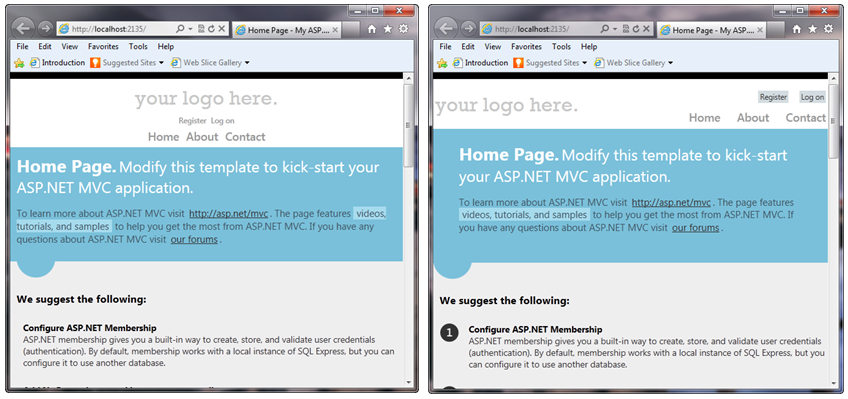 http://localhost:2135/
Home Page - My ASP....
File Edit View Favorites Tools Help
Introduction Suggested Sites Web Slice Gallery
your logo here.
Register Log on
Home About Contact
Home Page. Modify this template to kick-start your
ASP.NET MVC application.
To learn more about ASP.NET MVC visit http://asp.net/mvc . The page features videos,
tutorials, and samples to help you get the most from ASP.NET MVC. If you have any
questions about ASP.NET MVC visit our forums .
We suggest the following:
Configure ASP.NET Membership
ASP.NET membership gives you a built-in way to create, store, and validate user credentials
(authentication). By default, membership works with a local instance of SQL Express, but you can
configure it to use another database.
http://localhost:2135/
Home Page - My ASP....
File Edit View Favorites Tools Help
Introduction Suggested Sites Web Slice Gallery
your logo here.
Register Log on
Home About Contact
Home Page. Modify this template to kick-start
your ASP.NET MVC application.
To learn more about ASP.NET MVC visit http://asp.net/mvc . The page features
videos, tutorials, and samples to help you get the most from ASP.NET MVC. If
you have any questions about ASP.NET MVC visit our forums .
We suggest the following:
1 Configure ASP.NET Membership
ASP.NET membership gives you a built-in way to create, store, and validate user credentials
(authentication). By default, membership works with a local instance of SQL Express, but you
can configure it to use another database.